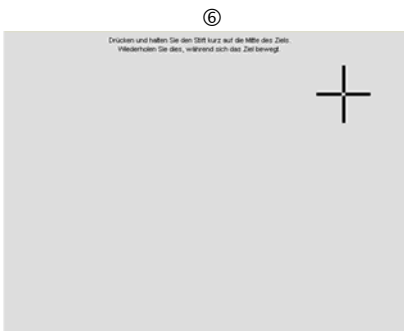 ⑥
Drücken und halten Sie den Stift kurz auf die Mitte des Ziels.
Wiederholen Sie dies, während sich das Ziel bewegt.